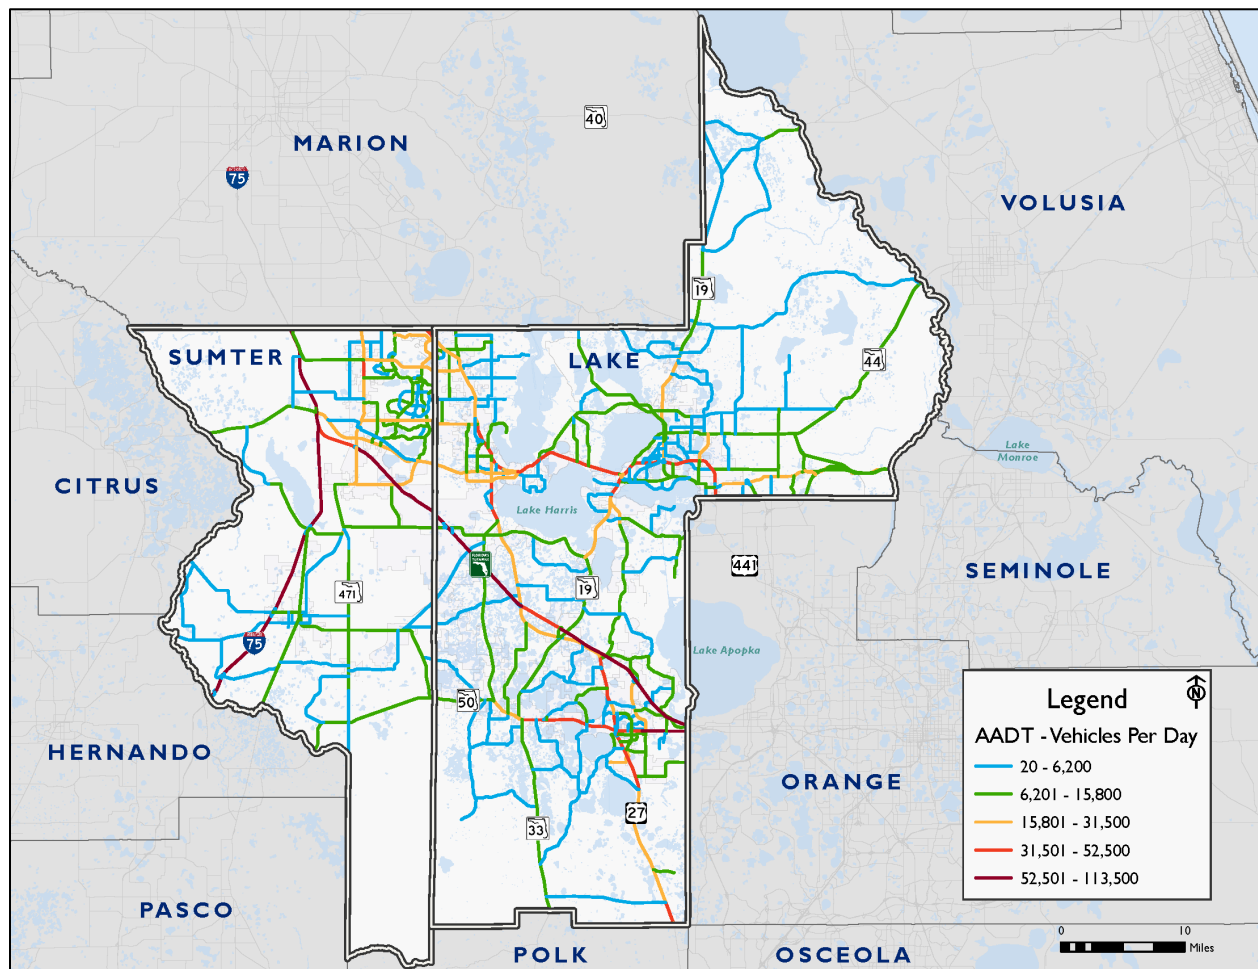 MARION
40
INTERSTATE
75
VOLUSIA
19
SUMTER
LAKE
44
CITRUS
Lake
Monroe
Lake Harris
441
SEMINOLE
471
19
75
Lake Apopka
50
HERNANDO
ORANGE
27
33
PASCO
POLK
OSCEOLA
Legend
N
AADT - Vehicles Per Day
20 - 6,200
6,201 - 15,800
15,801 - 31,500
31,501 - 52,500
52,501 - 113,500
0 10
Miles